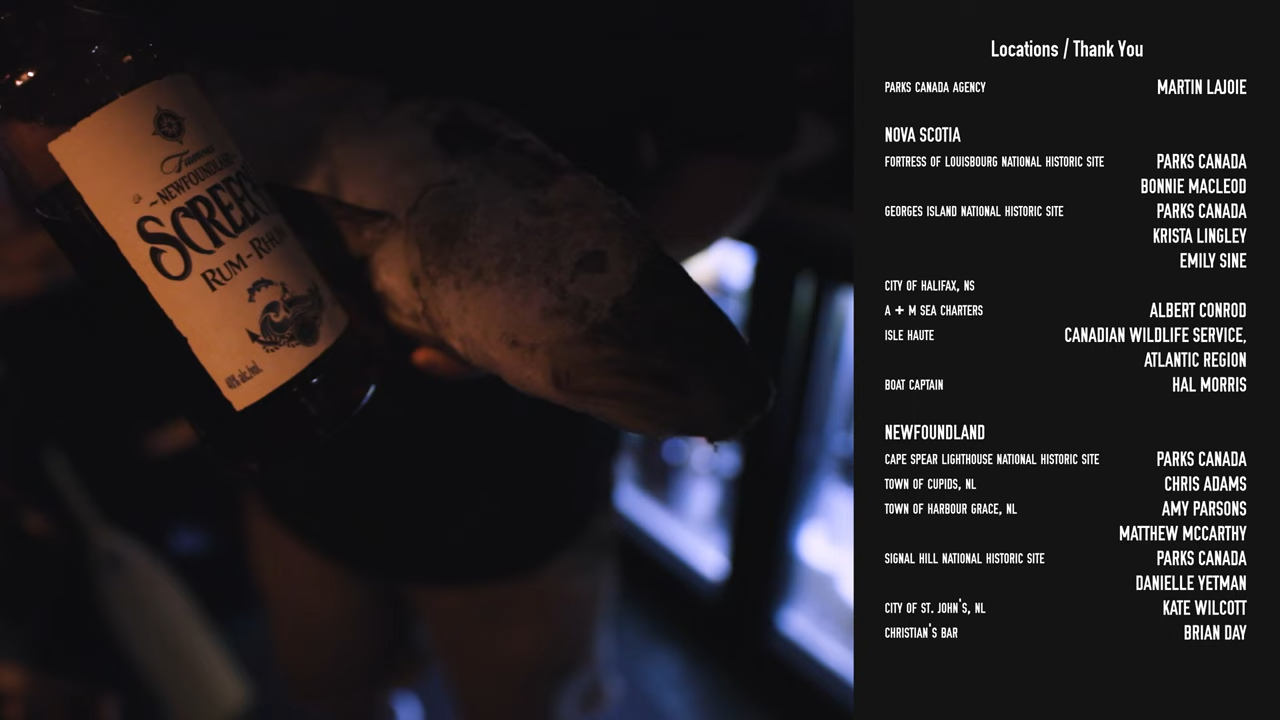 Famous
~NEWFOUNDLAND
SCREECH
RUM-RHUM
40% alc./vol.
Locations / Thank You
PARKS CANADA AGENCY MARTIN LAJOIE
NOVA SCOTIA
FORTRESS OF LOUISBOURG NATIONAL HISTORIC SITE PARKS CANADA
BONNIE MACLEOD
GEORGES ISLAND NATIONAL HISTORIC SITE PARKS CANADA
KRISTA LINGLEY
EMILY SINE
CITY OF HALIFAX, NS
A + M SEA CHARTERS ALBERT CONROD
ISLE HAUTE CANADIAN WILDLIFE SERVICE,
ATLANTIC REGION
BOAT CAPTAIN HAL MORRIS
NEWFOUNDLAND
CAPE SPEAR LIGHTHOUSE NATIONAL HISTORIC SITE PARKS CANADA
TOWN OF CUPIDS, NL CHRIS ADAMS
TOWN OF HARBOUR GRACE, NL AMY PARSONS
MATTHEW MCCARTHY
SIGNAL HILL NATIONAL HISTORIC SITE PARKS CANADA
DANIELLE YETMAN
CITY OF ST. JOHN'S, NL KATE WILCOTT
CHRISTIAN'S BAR BRIAN DAY